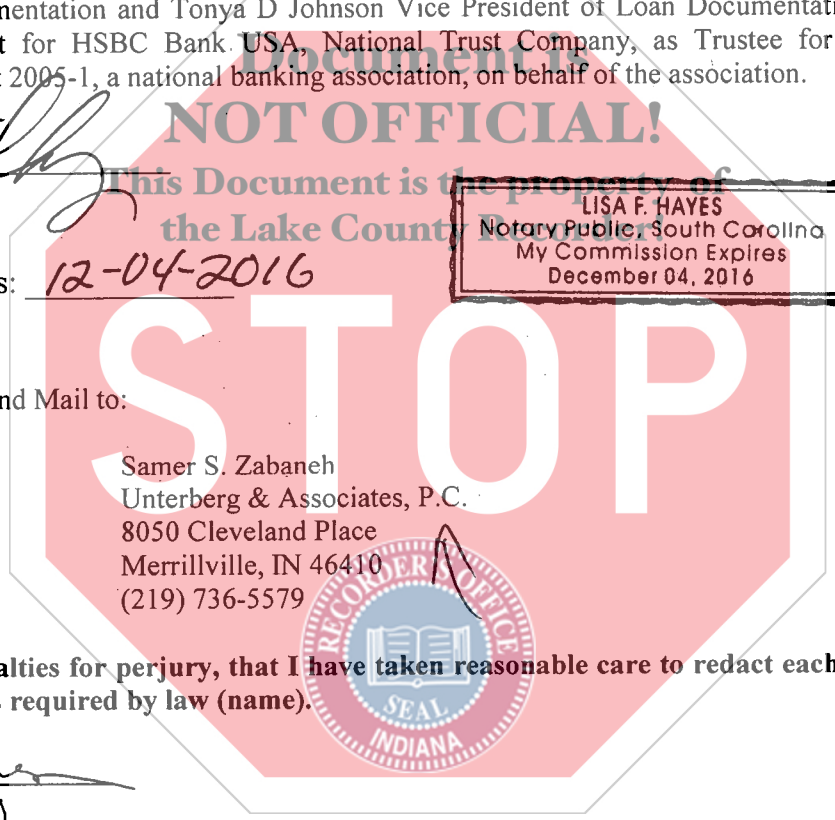 mentation and Tonya D Johnson Vice President of Loan Documentati
t for HSBC Bank USA, National Trust Company, as Trustee for
t 2005-1, a national banking association, on behalf of the association.
Document is
NOT OFFICIAL!
This Document is the property of
the Lake County Recorder!
LISA F. HAYES
Notary Public, South Carolina
My Commission Expires
December 04, 2016
s: 12-04-2016
STOP
nd Mail to:
Samer S. Zabaneh
Unterberg & Associates, P.C.
8050 Cleveland Place
Merrillville, IN 46410
(219) 736-5579
RECORDER'S OFFICE
SEAL
INDIANA
alties for perjury, that I have taken reasonable care to redact each
s required by law (name).